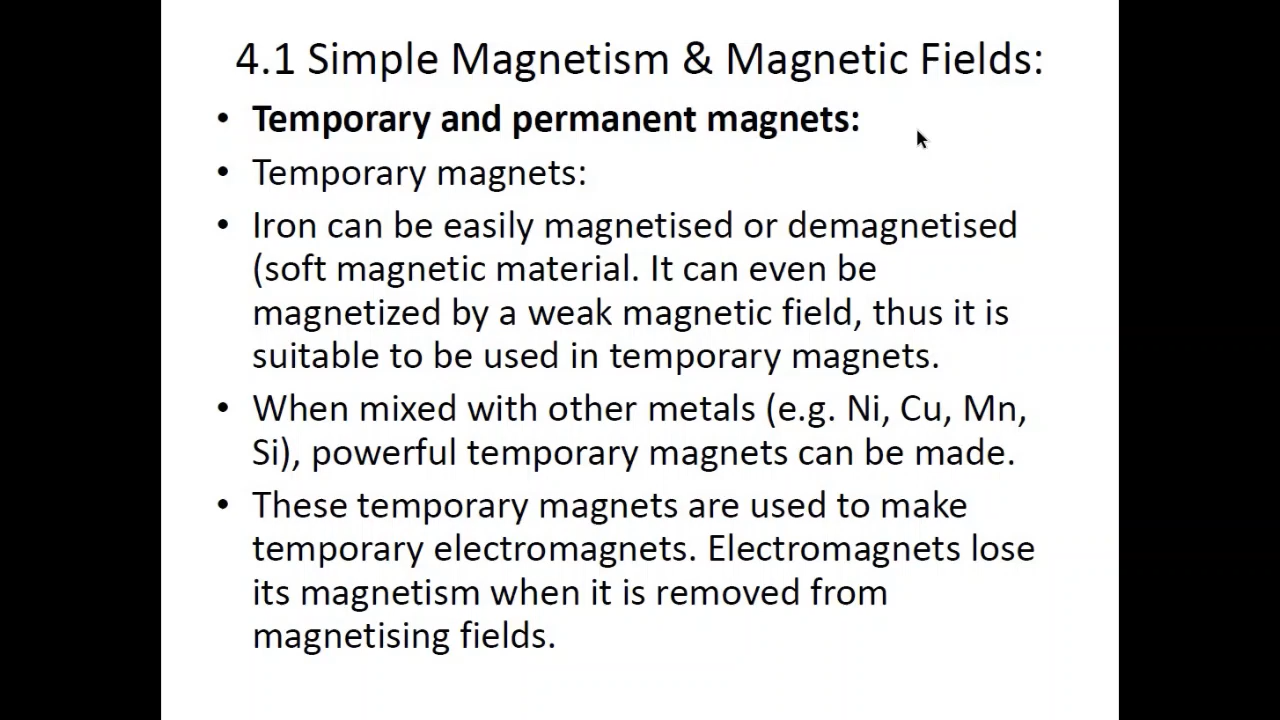 4.1 Simple Magnetism & Magnetic Fields:
• Temporary and permanent magnets:
• Temporary magnets:
• Iron can be easily magnetised or demagnetised
(soft magnetic material. It can even be
magnetized by a weak magnetic field, thus it is
suitable to be used in temporary magnets.
• When mixed with other metals (e.g. Ni, Cu, Mn,
Si), powerful temporary magnets can be made.
• These temporary magnets are used to make
temporary electromagnets. Electromagnets lose
its magnetism when it is removed from
magnetising fields.